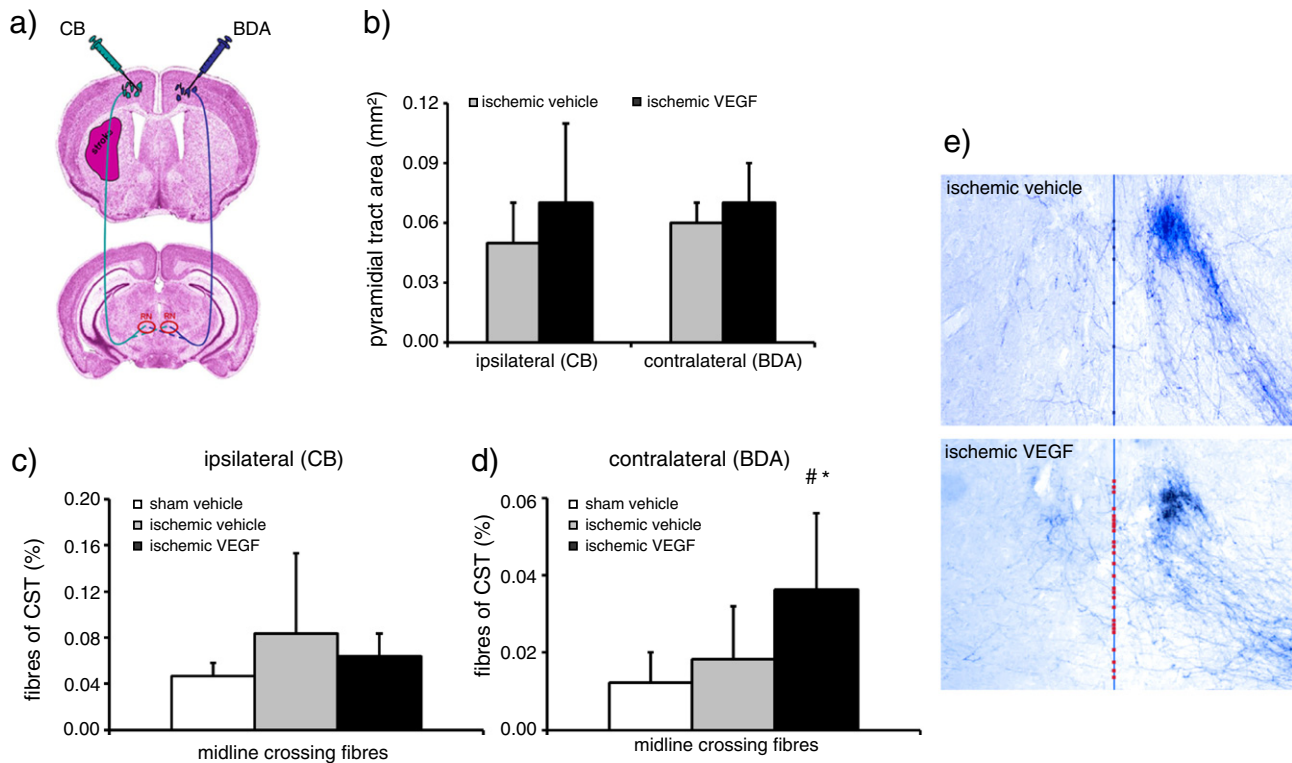 a)
CB
BDA
stroke
RN
RN
b)
pyramidial tract area (mm²)
ischemic vehicle
ischemic VEGF
0.12
0.09
0.06
0.03
0.00
ipsilateral (CB)
contralateral (BDA)
c)
ipsilateral (CB)
fibres of CST (%)
sham vehicle
ischemic vehicle
ischemic VEGF
0.20
0.16
0.12
0.08
0.04
0.00
midline crossing fibres
d)
contralateral (BDA)
# *
fibres of CST (%)
sham vehicle
ischemic vehicle
ischemic VEGF
0.06
0.04
0.02
0.00
midline crossing fibres
e)
ischemic vehicle
ischemic VEGF